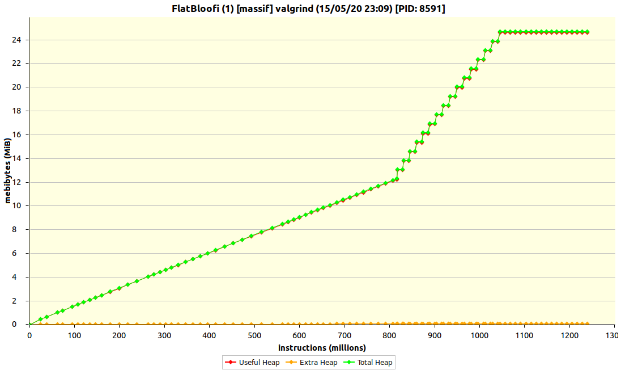 FlatBloofi (1) [massif] valgrind (15/05/20 23:09) [PID: 8591]
mebibytes (MiB)
24
22
20
18
16
14
12
10
8
6
4
2
0
0 100 200 300 400 500 600 700 800 900 1000 1100 1200 130
instructions (millions)
Useful Heap Extra Heap Total Heap